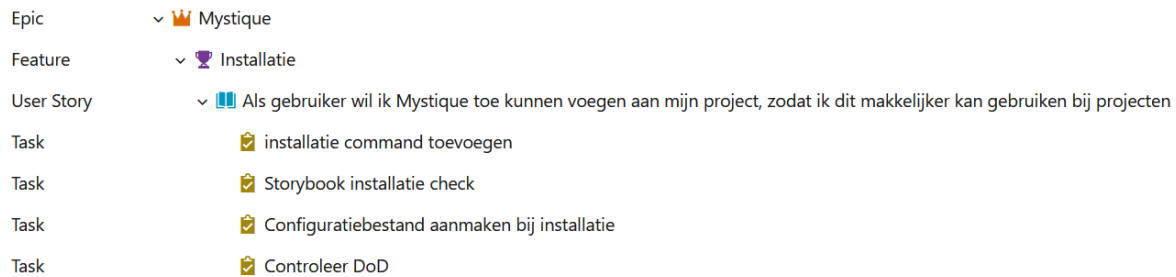 Epic Mystique
Feature Installatie
User Story Als gebruiker wil ik Mystique toe kunnen voegen aan mijn project, zodat ik dit makkelijker kan gebruiken bij projecten
Task installatie command toevoegen
Task Storybook installatie check
Task Configuratiebestand aanmaken bij installatie
Task Controleer DoD